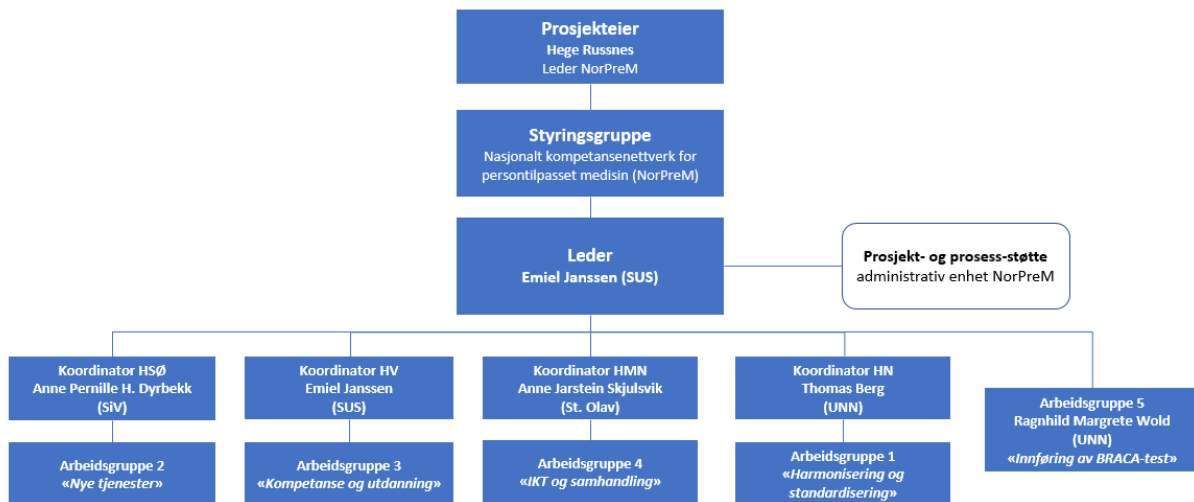 Prosjekteier
Hege Russnes
Leder NorPreM
Styringsgruppe
Nasjonalt kompetansenettverk for
persontilpasset medisin (NorPreM)
Leder
Emiel Janssen (SUS)
Prosjekt- og prosess-støtte
administrativ enhet NorPreM
Koordinator HSØ
Anne Pernille H. Dyrbekk
(SiV)
Koordinator HV
Emiel Janssen
(SUS)
Koordinator HMN
Anne Jarstein Skjulsvik
(St. Olav)
Koordinator HN
Thomas Berg
(UNN)
Arbeidsgruppe 5
Ragnhild Margrete Wold
(UNN)
«Innføring av BRACA-test»
Arbeidsgruppe 2
«Nye tjenester»
Arbeidsgruppe 3
«Kompetanse og utdanning»
Arbeidsgruppe 4
«IKT og samhandling»
Arbeidsgruppe 1
«Harmonisering og
standardisering»